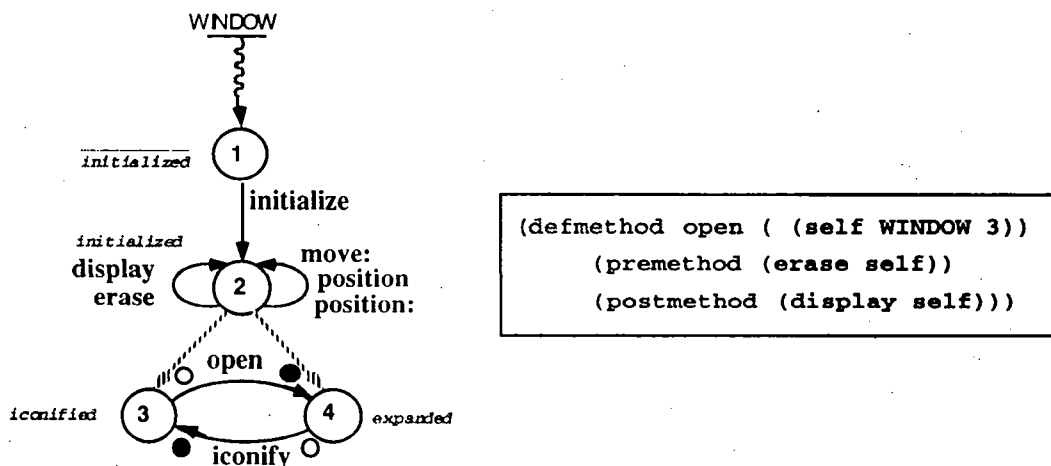 WINDOW
1
initialized
initialize
initialized
display
erase
2
move:
position
position:
open
iconified
3
4
expanded
iconify
(defmethod open ( (self WINDOW 3))
(premethod (erase self))
(postmethod (display self)))